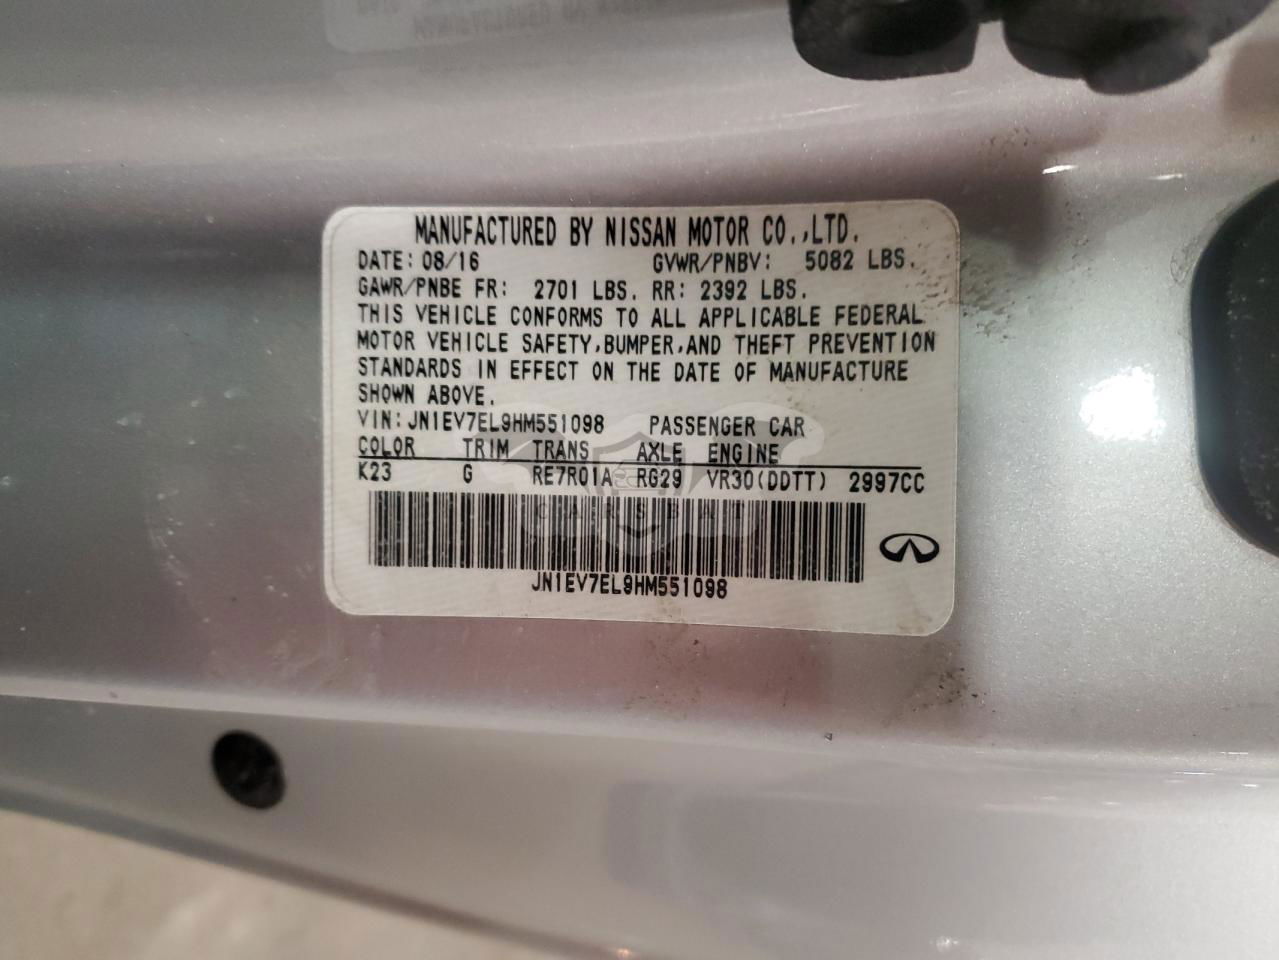 MANUFACTURED BY NISSAN MOTOR CO.,LTD.
DATE: 08/16 GVWR/PNBV: 5082 LBS.
GAWR/PNBE FR: 2701 LBS. RR: 2392 LBS.
THIS VEHICLE CONFORMS TO ALL APPLICABLE FEDERAL
MOTOR VEHICLE SAFETY,BUMPER,AND THEFT PREVENTION
STANDARDS IN EFFECT ON THE DATE OF MANUFACTURE
SHOWN ABOVE.
VIN:JN1EV7EL9HM551098 PASSENGER CAR
COLOR TRIM TRANS AXLE ENGINE
K23 G RE7R01A RG29 VR30(DDTT) 2997CC
CARSBAT
JN1EV7EL9HM551098